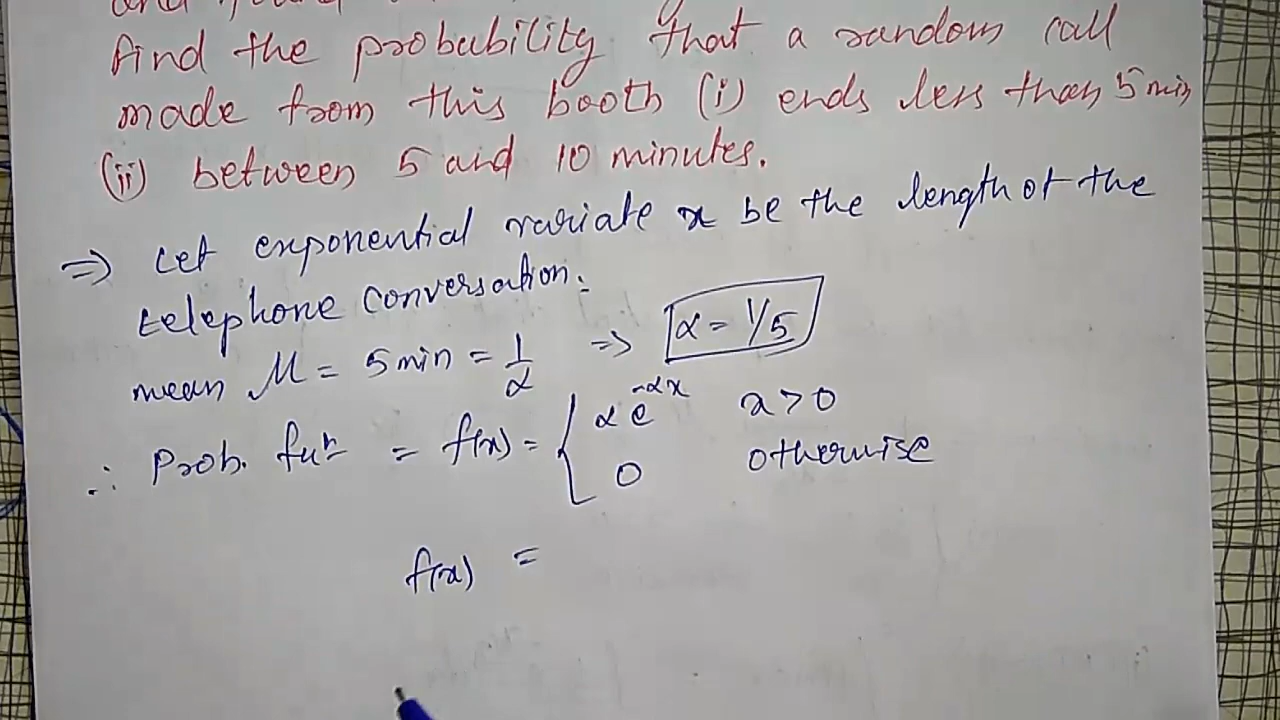 find the probability that a random call
made from this booth (i) ends less than 5 min
(ii) between 5 and 10 minutes.
⇒ Let exponential variate x be the length of the
telephone conversation.
mean M = 5 min = 1/α ⇒ α = 1/5
∴ Prob. fuⁿ = f(x) = { αe^-αx x > 0
0 otherwise
f(x) =